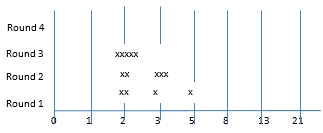 Round 4
Round 3 xxxxx
Round 2 xx xxx
xx x x
Round 1
0 1 2 3 5 8 13 21